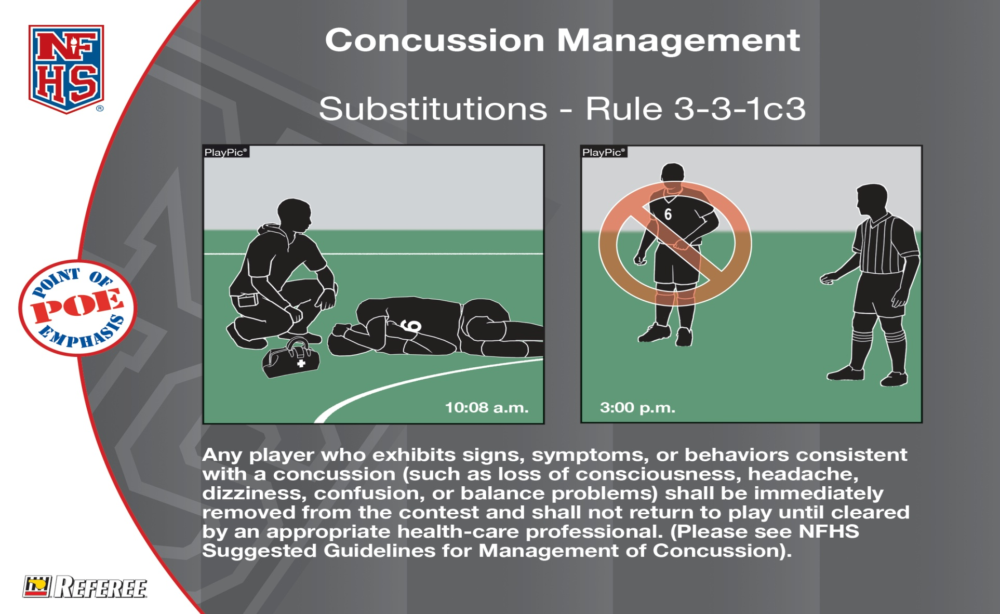 NF
HS
®
Concussion Management
Substitutions - Rule 3-3-1c3
PlayPic®
6
10:08 a.m.
PlayPic®
6
3:00 p.m.
POINT OF
POE
EMPHASIS
Any player who exhibits signs, symptoms, or behaviors consistent
with a concussion (such as loss of consciousness, headache,
dizziness, confusion, or balance problems) shall be immediately
removed from the contest and shall not return to play until cleared
by an appropriate health-care professional. (Please see NFHS
Suggested Guidelines for Management of Concussion).
REFEREE